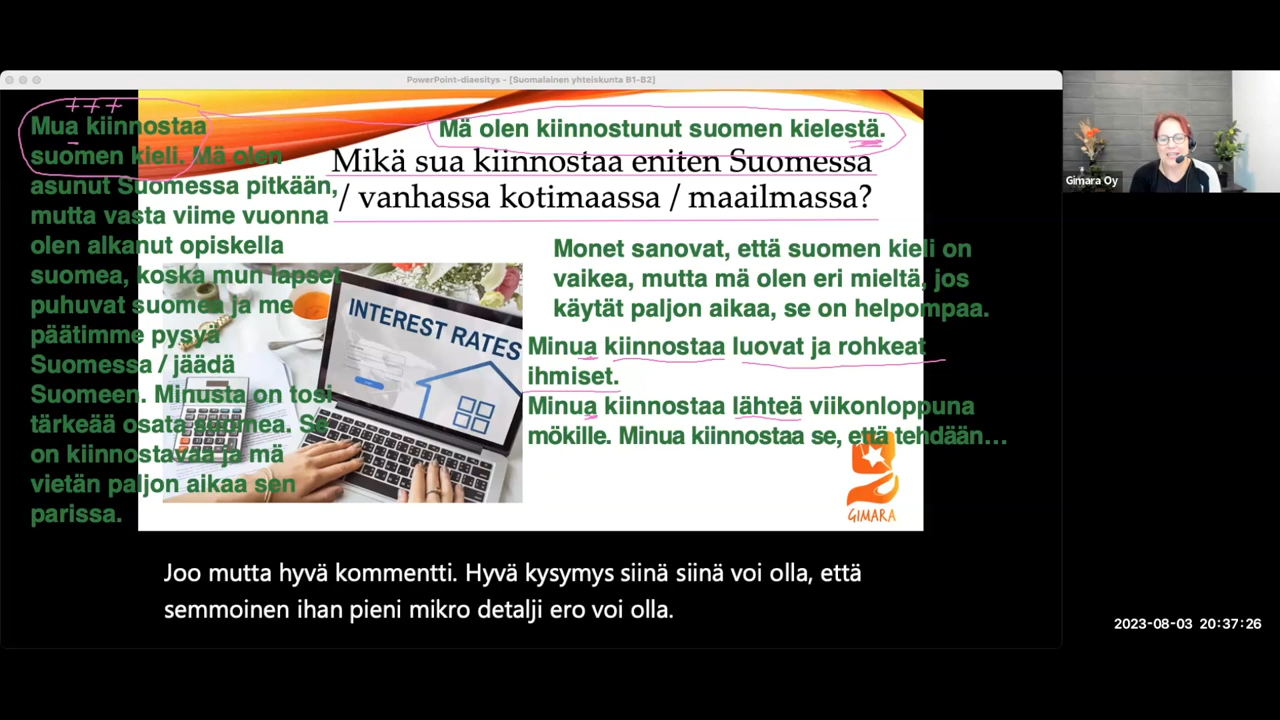 PowerPoint-diaesitys - [Suomalainen yhteiskunta B1-B2]
+++
Mua kiinnostaa
suomen kieli. Mä olen
asunut Suomessa pitkään,
mutta vasta viime vuonna
olen alkanut opiskella
suomea, koska mun lapset
puhuvat suomea ja me
päätimme pysyä
Suomessa / jäädä
Suomeen. Minusta on tosi
tärkeää osata suomea. Se
on kiinnostavaa ja mä
vietän paljon aikaa sen
parissa.
Mä olen kiinnostunut suomen kielestä.
Mikä sua kiinnostaa eniten Suomessa
/ vanhassa kotimaassa / maailmassa?
Monet sanovat, että suomen kieli on
vaikea, mutta mä olen eri mieltä, jos
käytät paljon aikaa, se on helpompaa.
Minua kiinnostaa luovat ja rohkeat
ihmiset.
Minua kiinnostaa lähteä viikonloppuna
mökille. Minua kiinnostaa se, että tehdään...
INTEREST RATES
GIMARA
Joo mutta hyvä kommentti. Hyvä kysymys siinä siinä voi olla, että
semmoinen ihan pieni mikro detalji ero voi olla.
Gimara Oy
2023-08-03 20:37:26